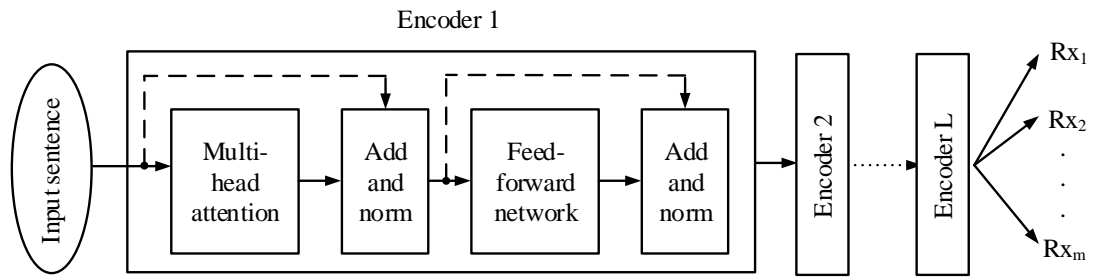 Encoder 1
Input sentence
Multi-
head
attention
Add
and
norm
Feed-
forward
network
Add
and
norm
Encoder 2
Encoder L
Rx₁
Rx₂
.
.
.
Rxₘ